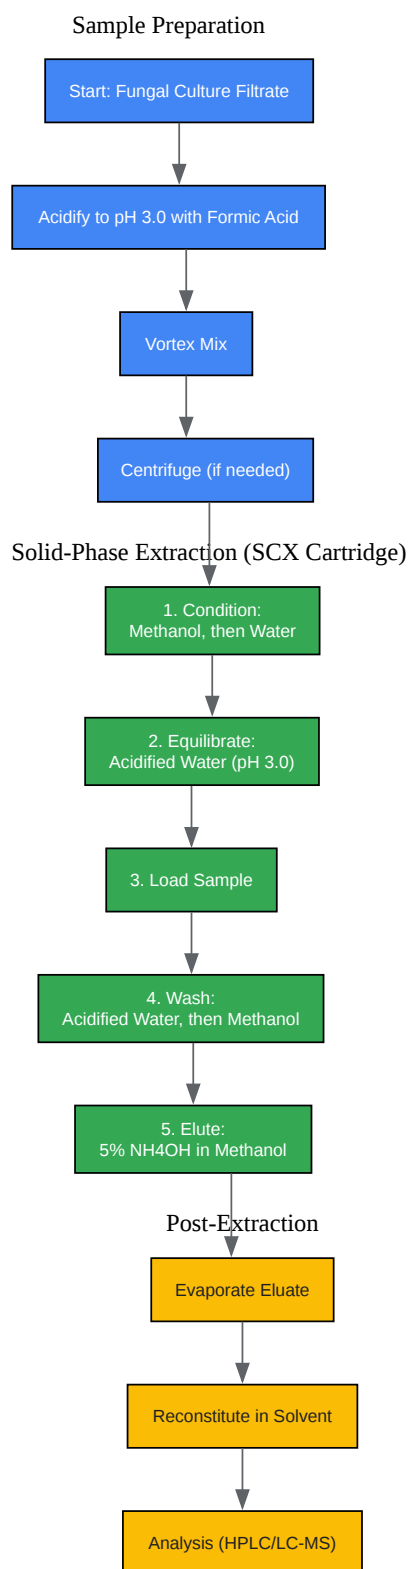 Sample Preparation
Start: Fungal Culture Filtrate
Acidify to pH 3.0 with Formic Acid
Vortex Mix
Centrifuge (if needed)
Solid-Phase Extraction (SCX Cartridge)
1. Condition:
Methanol, then Water
2. Equilibrate:
Acidified Water (pH 3.0)
3. Load Sample
4. Wash:
Acidified Water, then Methanol
5. Elute:
5% NH4OH in Methanol
Post-Extraction
Evaporate Eluate
Reconstitute in Solvent
Analysis (HPLC/LC-MS)